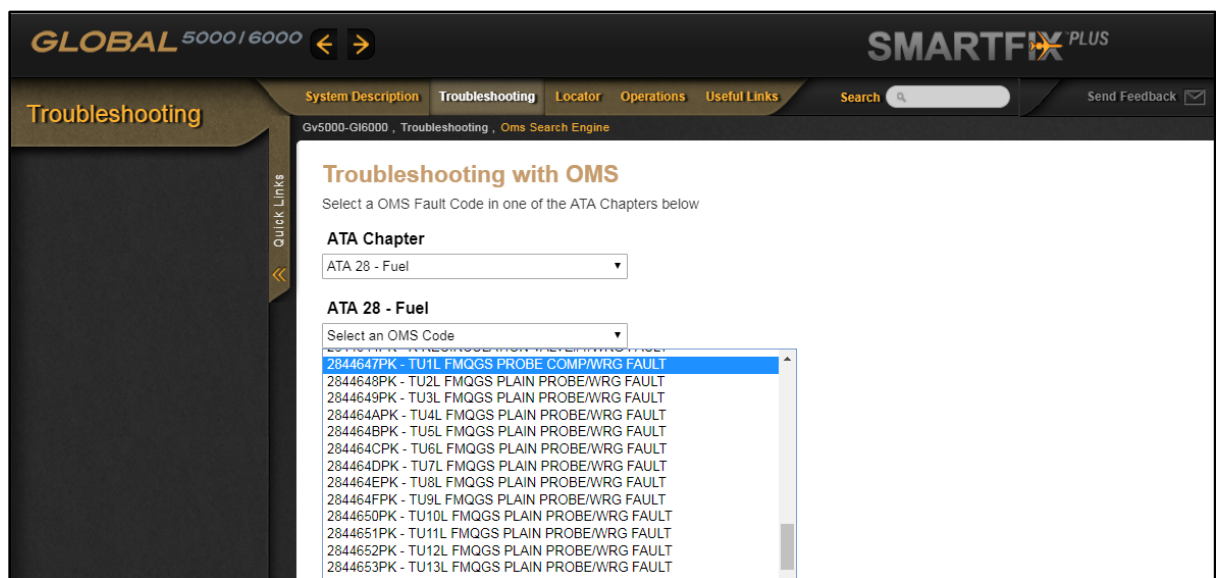 GLOBAL 5000/6000
SMARTFIX PLUS
Troubleshooting
System Description Troubleshooting Locator Operations Useful Links Search Send Feedback
Gv5000-Gl6000 , Troubleshooting , Oms Search Engine
Quick Links
Troubleshooting with OMS
Select a OMS Fault Code in one of the ATA Chapters below
ATA Chapter
ATA 28 - Fuel
ATA 28 - Fuel
Select an OMS Code
2844647PK - TU1L FMQGS PROBE COMP/WRG FAULT
2844648PK - TU2L FMQGS PLAIN PROBE/WRG FAULT
2844649PK - TU3L FMQGS PLAIN PROBE/WRG FAULT
284464APK - TU4L FMQGS PLAIN PROBE/WRG FAULT
284464BPK - TU5L FMQGS PLAIN PROBE/WRG FAULT
284464CPK - TU6L FMQGS PLAIN PROBE/WRG FAULT
284464DPK - TU7L FMQGS PLAIN PROBE/WRG FAULT
284464EPK - TU8L FMQGS PLAIN PROBE/WRG FAULT
284464FPK - TU9L FMQGS PLAIN PROBE/WRG FAULT
2844650PK - TU10L FMQGS PLAIN PROBE/WRG FAULT
2844651PK - TU11L FMQGS PLAIN PROBE/WRG FAULT
2844652PK - TU12L FMQGS PLAIN PROBE/WRG FAULT
2844653PK - TU13L FMQGS PLAIN PROBE/WRG FAULT